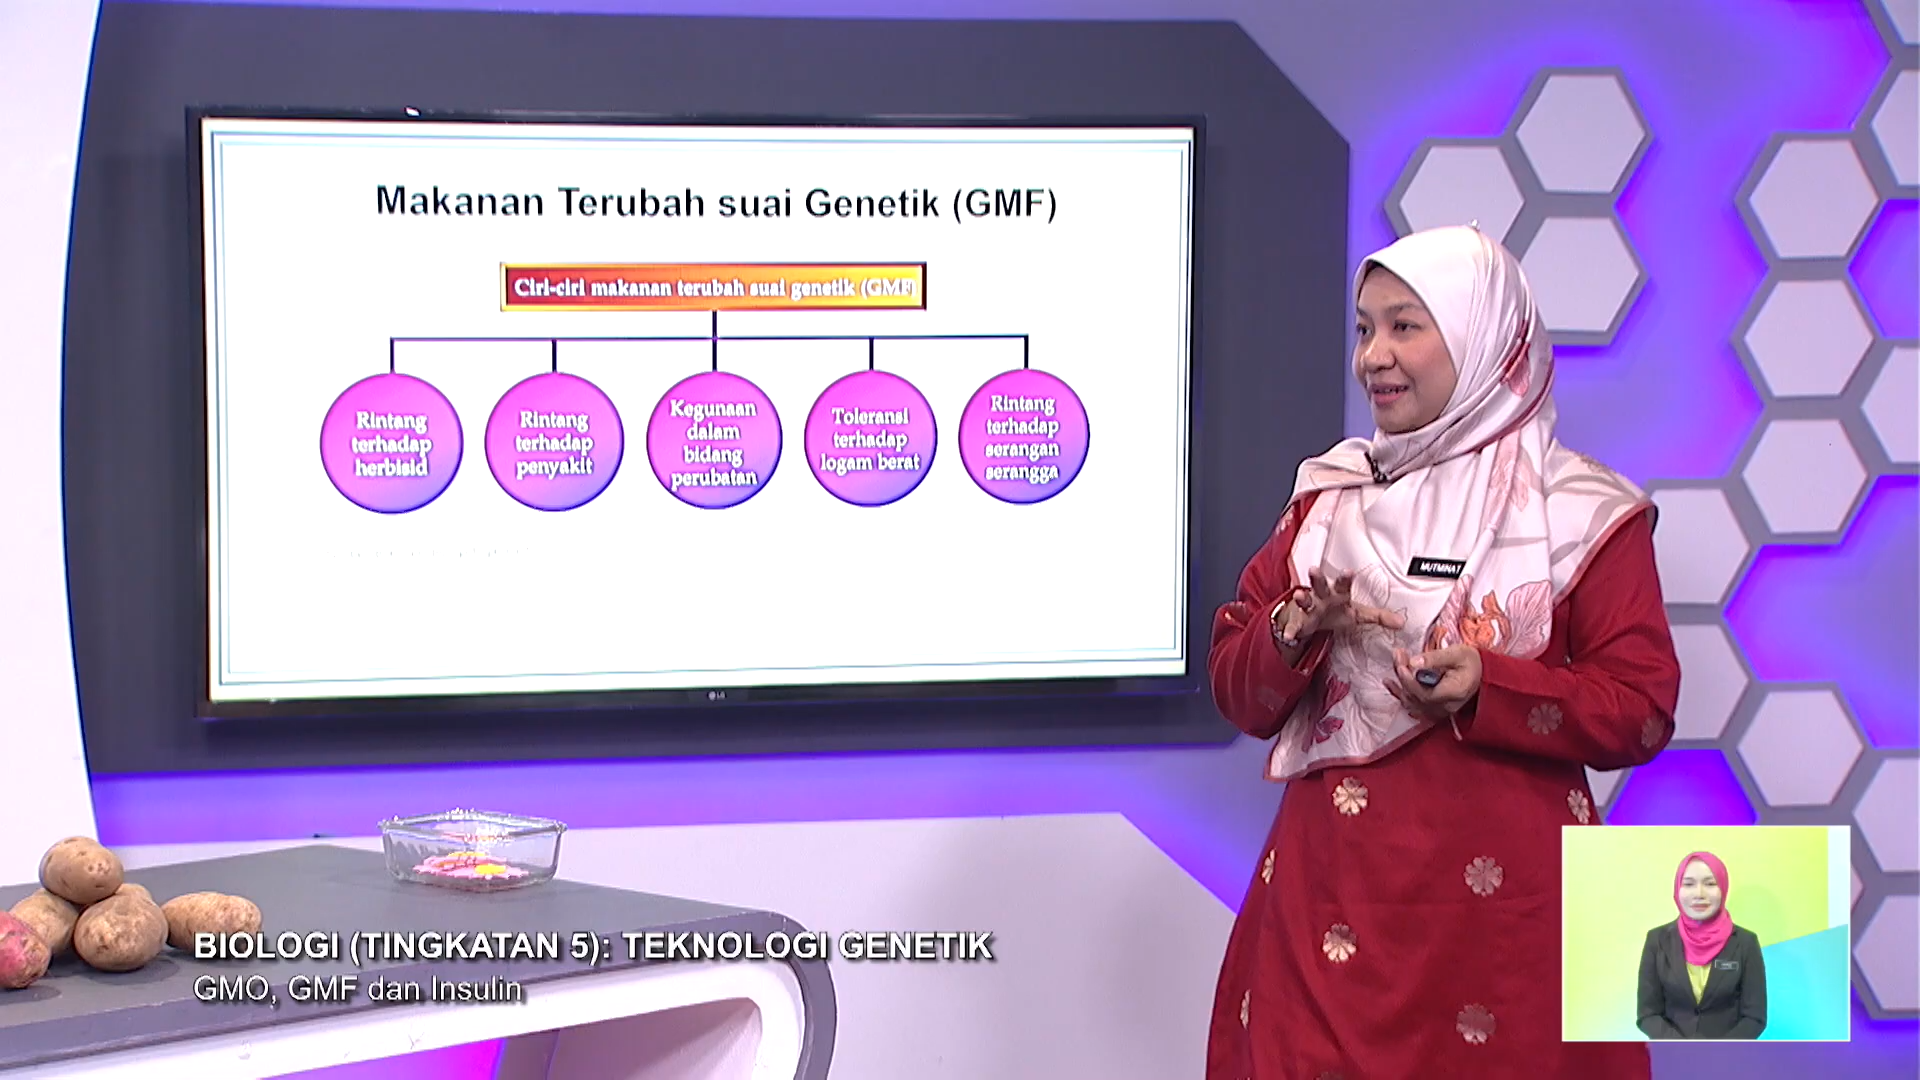 Makanan Terubah suai Genetik (GMF)
Ciri-ciri makanan terubah suai genetik (GMF)
Rintang
terhadap
herbisid
Rintang
terhadap
penyakit
Kegunaan
dalam
bidang
perubatan
Toleransi
terhadap
logam berat
Rintang
terhadap
serangan
serangga
LG
MUTMINAT
BIOLOGI (TINGKATAN 5): TEKNOLOGI GENETIK
GMO, GMF dan Insulin